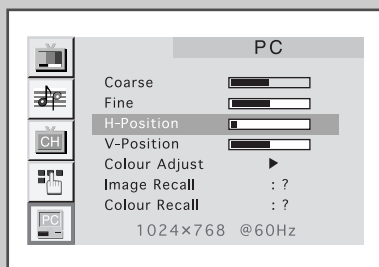 PC
Coarse
Fine
H-Position
V-Position
CH
Colour Adjust
Image Recall : ?
Colour Recall : ?
PC
1024×768 @60Hz